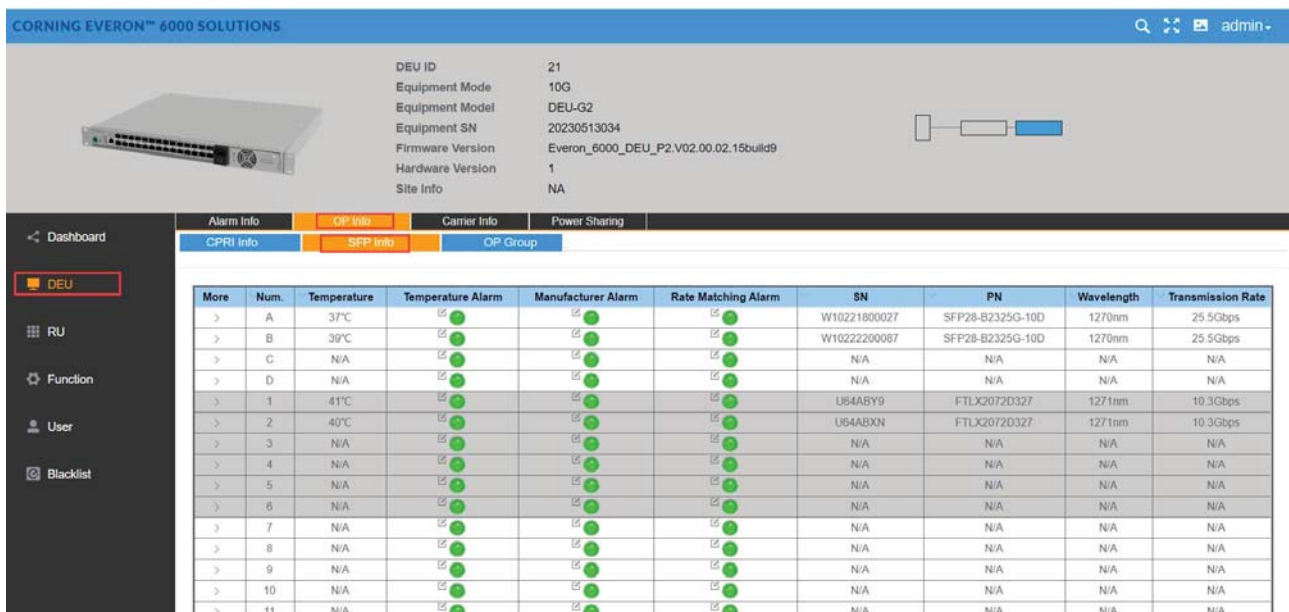 CORNING EVERON™ 6000 SOLUTIONS admin
DEU ID 21
Equipment Mode 10G
Equipment Model DEU-G2
Equipment SN 20230513034
Firmware Version Everon_6000_DEU_P2.V02.00.02.15build9
Hardware Version 1
Site Info NA
Dashboard
DEU
RU
Function
User
Blacklist
Alarm Info OP Info Carrier Info Power Sharing
CPRI Info SFP Info OP Group
More Num. Temperature Temperature Alarm Manufacturer Alarm Rate Matching Alarm SN PN Wavelength Transmission Rate
> A 37°C W10221800027 SFP28-B2325G-10D 1270nm 25.5Gbps
> B 39°C W10222200087 SFP28-B2325G-10D 1270nm 25.5Gbps
> C N/A N/A N/A N/A N/A
> D N/A N/A N/A N/A N/A
> 1 41°C U64ABY9 FTLX2072D327 1271nm 10.3Gbps
> 2 40°C U64ABXN FTLX2072D327 1271nm 10.3Gbps
> 3 N/A N/A N/A N/A N/A
> 4 N/A N/A N/A N/A N/A
> 5 N/A N/A N/A N/A N/A
> 6 N/A N/A N/A N/A N/A
> 7 N/A N/A N/A N/A N/A
> 8 N/A N/A N/A N/A N/A
> 9 N/A N/A N/A N/A N/A
> 10 N/A N/A N/A N/A N/A
> 11 N/A N/A N/A N/A N/A